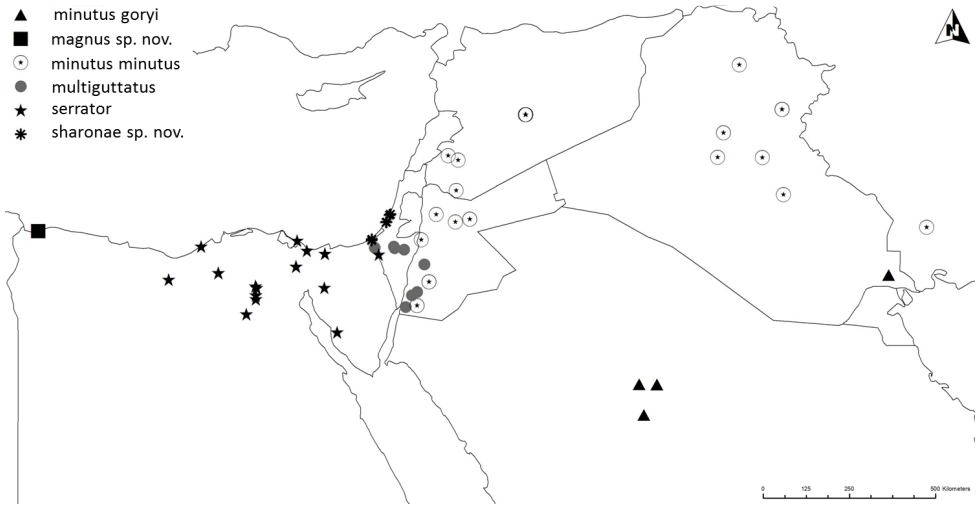 minutus goryi
magnus sp. nov.
minutus minutus
multiguttatus
serrator
sharonae sp. nov.
N
0 125 250 500 Kilometers